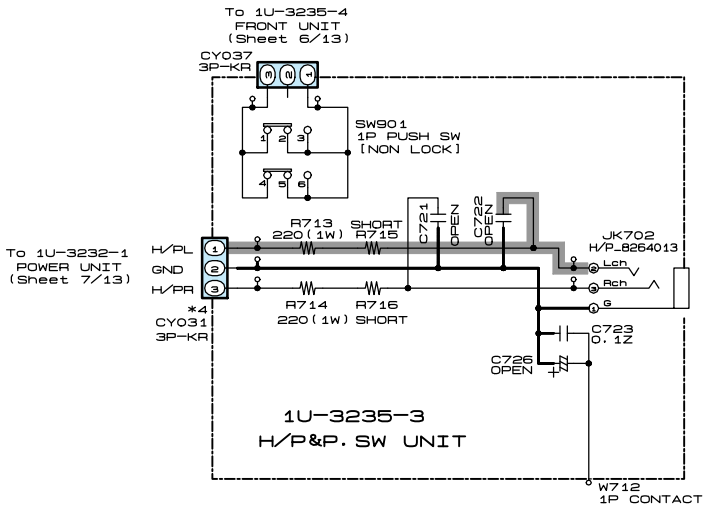 To 1U-3235-4
FRONT UNIT
(Sheet 6/13)
CY037
3P-KR
3 2 1
SW901
1P PUSH SW
[NON LOCK]
1 2 3
4 5 6
C721
OPEN
C722
OPEN
R713
220(1W)
SHORT
R715
JK702
H/P_8264013
To 1U-3232-1
POWER UNIT
(Sheet 7/13)
H/PL
1
GND
2
H/PR
3
2 Lch
3 Rch
1 G
*4
CY031
3P-KR
R714
220(1W)
R716
SHORT
C723
0.1Z
C726
OPEN
+
1U-3235-3
H/P&P.SW UNIT
W712
1P CONTACT